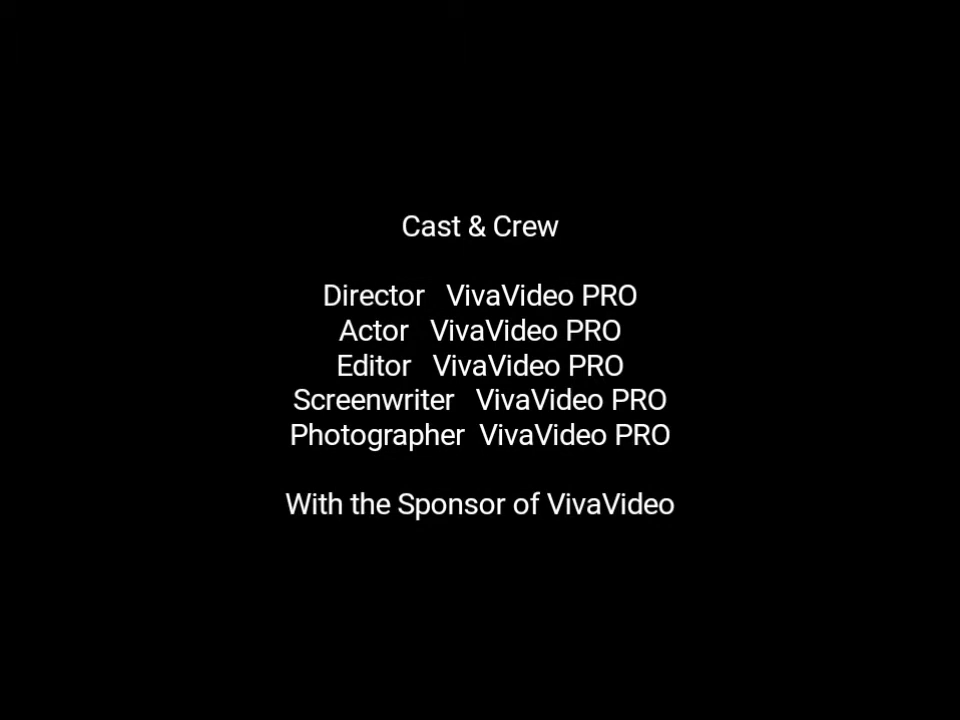 Cast & Crew
Director VivaVideo PRO
Actor VivaVideo PRO
Editor VivaVideo PRO
Screenwriter VivaVideo PRO
Photographer VivaVideo PRO
With the Sponsor of VivaVideo